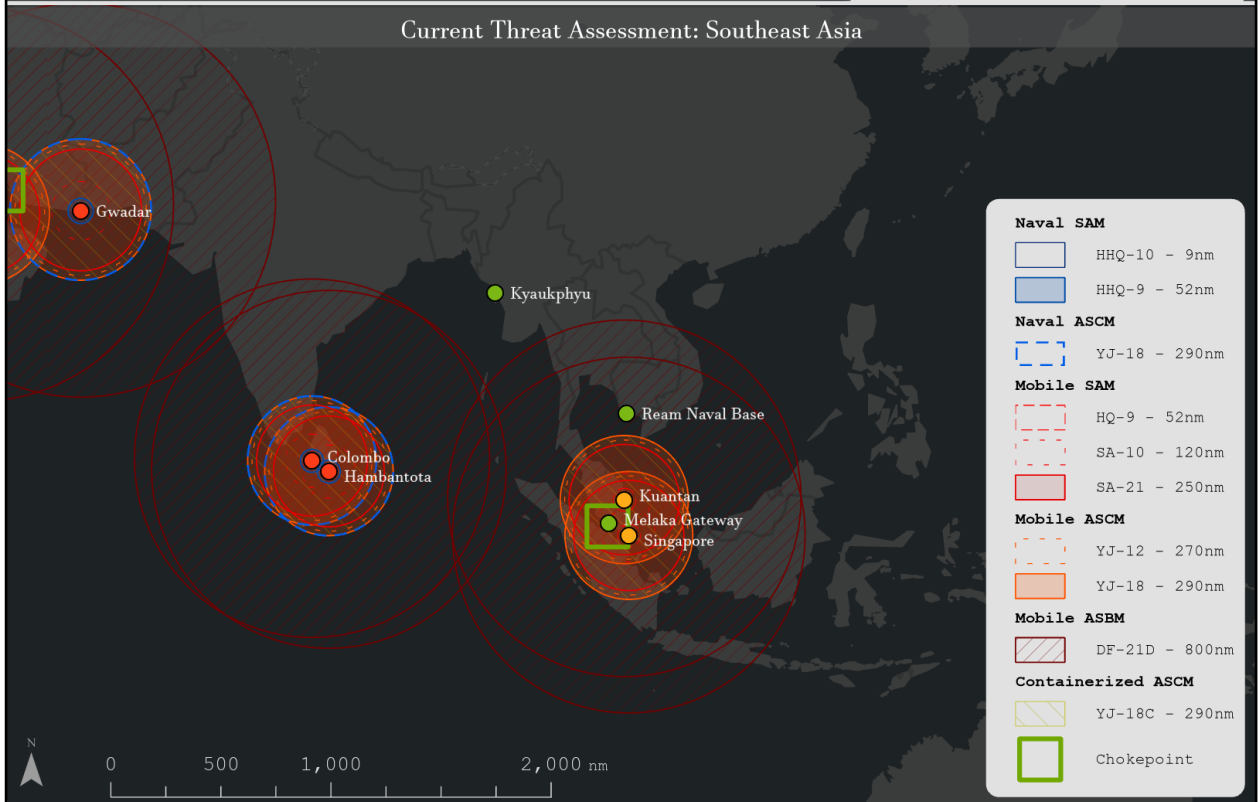 Current Threat Assessment: Southeast Asia
Gwadar
Kyaukphyu
Ream Naval Base
Colombo
Hambantota
Kuantan
Melaka Gateway
Singapore
Naval SAM
HHQ-10 - 9nm
HHQ-9 - 52nm
Naval ASCM
YJ-18 - 290nm
Mobile SAM
HQ-9 - 52nm
SA-10 - 120nm
SA-21 - 250nm
Mobile ASCM
YJ-12 - 270nm
YJ-18 - 290nm
Mobile ASBM
DF-21D - 800nm
Containerized ASCM
YJ-18C - 290nm
Chokepoint
N
0 500 1,000 2,000 nm